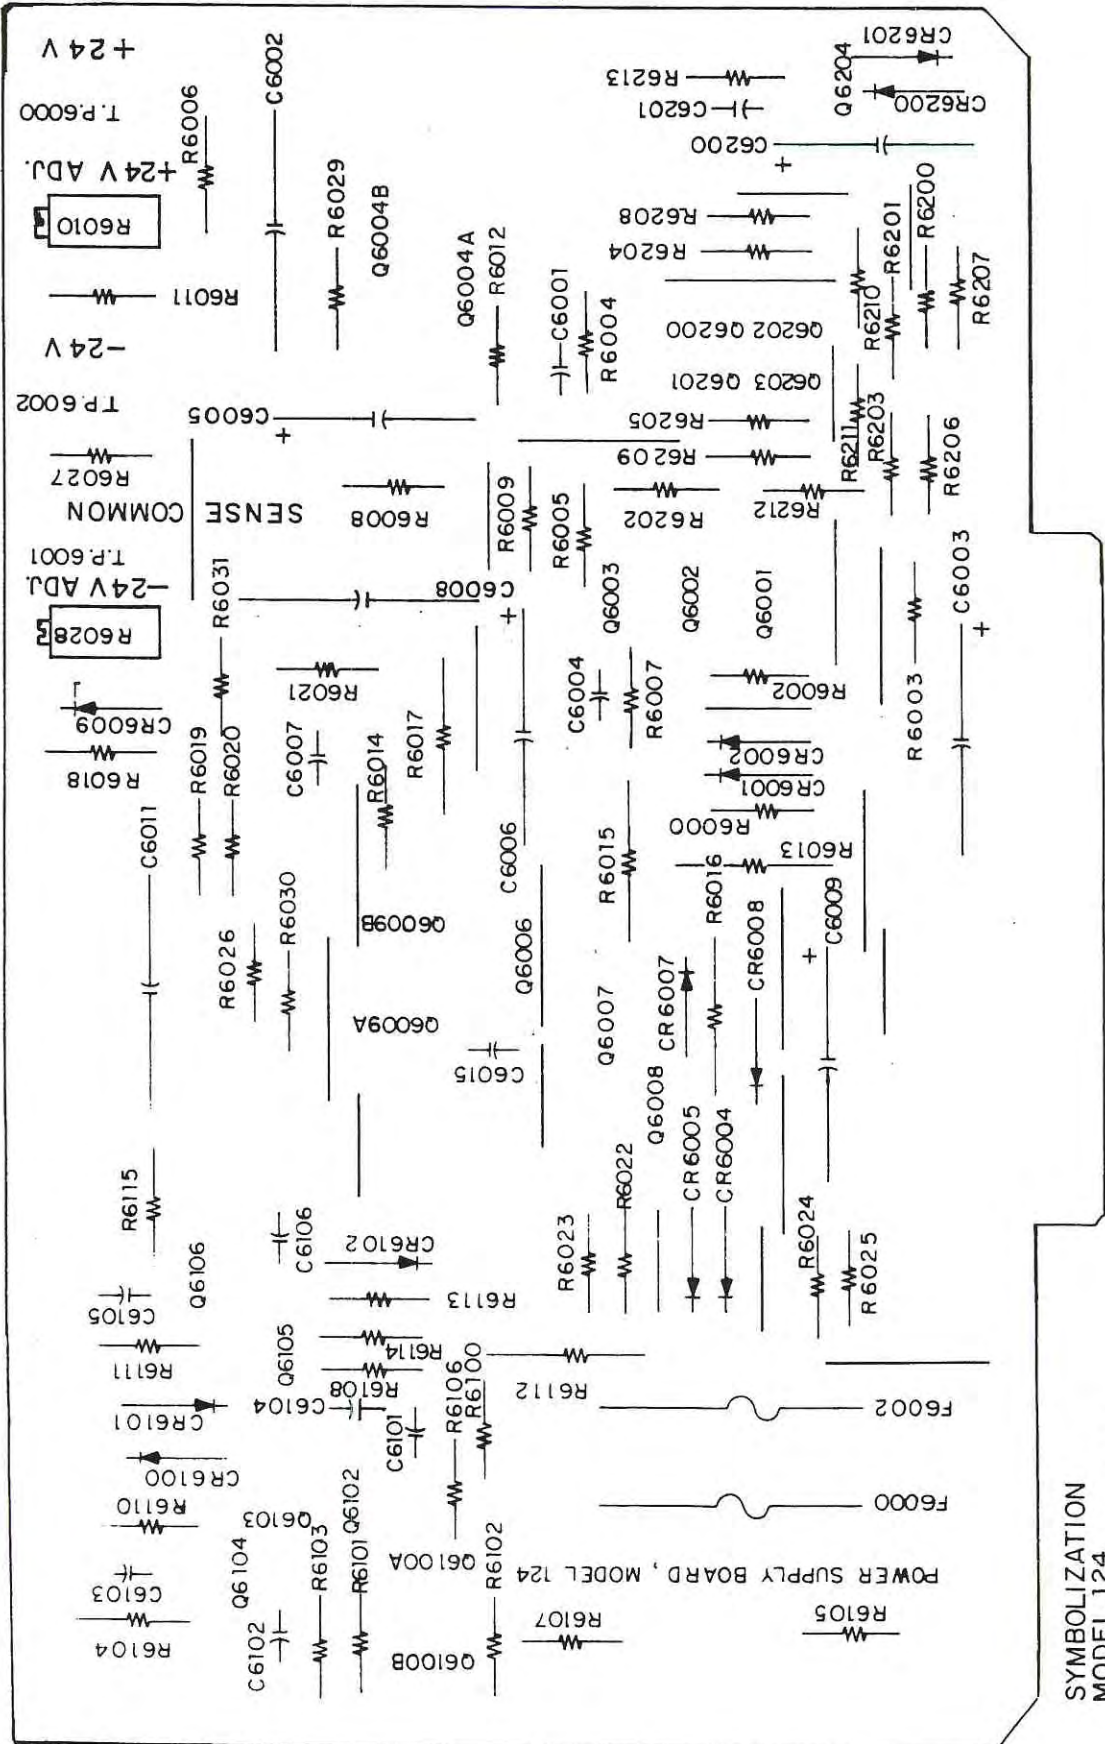 +24 V
T.P.6000
+24 V ADJ.
R6010
R6006
C6002
R6011
R6029
Q6004B
-24 V
T.P.6002
Q6004A
R6012
C6001
R6004
C6005
R6027
COMMON
SENSE
R6008
R6009
R6005
T.P.6001
-24V ADJ.
R6028
R6031
C6008
+
+
Q6003
Q6002
Q6001
R6213
C6201
C6200
+
Q6204
CR6201
CR6200
R6208
R6204
Q6202 Q6200
R6210
R6201
R6200
R6207
Q6203 Q6201
R6205
R6209
R6211
R6203
R6206
R6202
R6212
C6003
+
R6003
J
CR6009
R6018
R6019
R6020
R6021
C6007
R6014
R6017
C6004
R6007
R6002
CR6002
CR6001
R6000
R6013
C6011
R6026
R6030
Q6009B
Q6009A
C6006
Q6006
C6015
R6015
R6016
Q6007
CR6007
CR6008
C6009
+
Q6008
CR6005
CR6004
R6022
R6023
R6024
R6025
R6115
Q6106
C6106
CR6102
C6105
R6111
Q6105
R6113
R6114
R6108
CR6101
C6104
C6101
R6106
R6100
R6112
F6002
CR6100
R6110
Q6103
Q6102
F6000
C6103
R6104
Q6104
C6102
R6103
R6101
Q6100A
Q6100B
R6102
R6107
R6105
POWER SUPPLY BOARD, MODEL 124
SYMBOLIZATION
MODEL 124